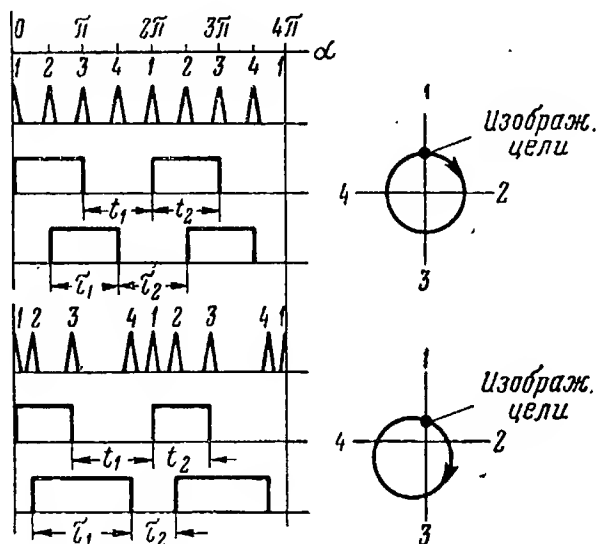 0 π 2π 3π 4π
α
1 2 3 4 1 2 3 4 1
t₁ t₂
τ₁ τ₂
1
Изображ.
цели
4 2
3
1 2 3 4 1 2 3 4 1
t₁ t₂
τ₁ τ₂
1
Изображ.
цели
4 2
3